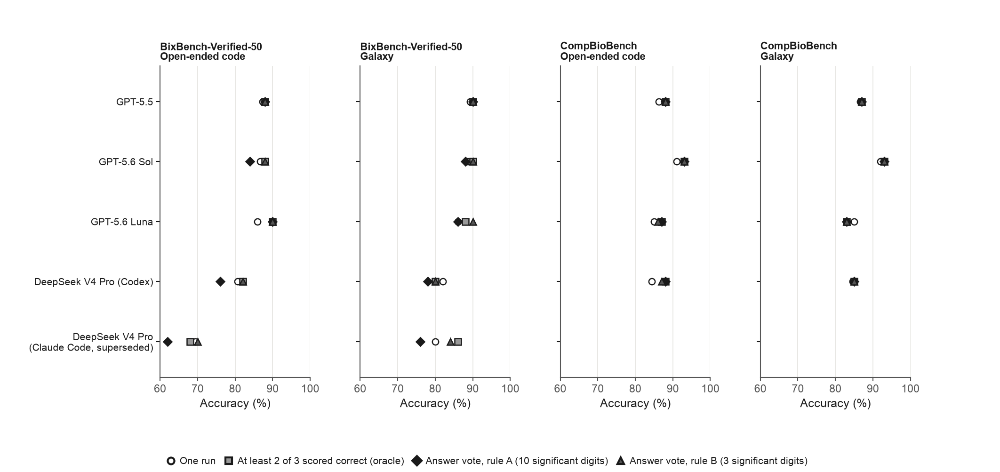 BixBench-Verified-50
Open-ended code
BixBench-Verified-50
Galaxy
CompBioBench
Open-ended code
CompBioBench
Galaxy
GPT-5.5
GPT-5.6 Sol
GPT-5.6 Luna
DeepSeek V4 Pro (Codex)
DeepSeek V4 Pro
(Claude Code, superseded)
60 70 80 90 100
Accuracy (%)
60 70 80 90 100
Accuracy (%)
60 70 80 90 100
Accuracy (%)
60 70 80 90 100
Accuracy (%)
One run At least 2 of 3 scored correct (oracle) Answer vote, rule A (10 significant digits) Answer vote, rule B (3 significant digits)